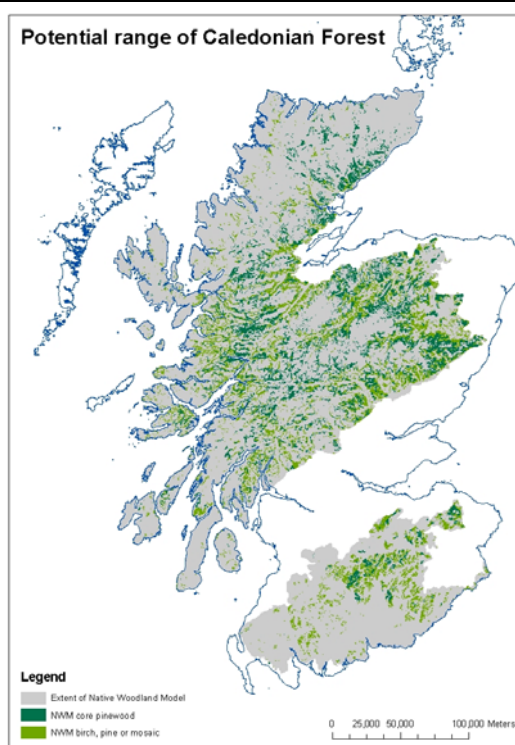 Potential range of Caledonian Forest
Legend
Extent of Native Woodland Model
NWM core pinewood
NWM birch, pine or mosaic
0 25,000 50,000 100,000 Meters